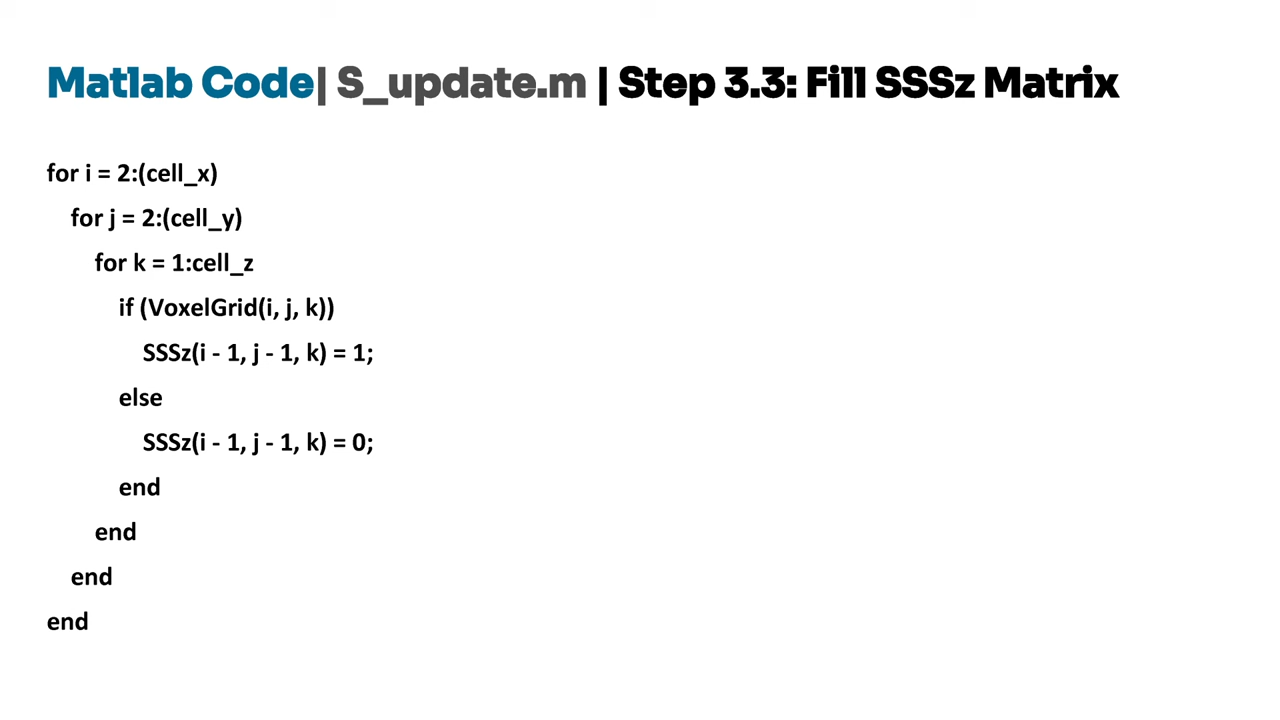 Matlab Code| S_update.m | Step 3.3: Fill SSSz Matrix
for i = 2:(cell_x)
for j = 2:(cell_y)
for k = 1:cell_z
if (VoxelGrid(i, j, k))
SSSz(i - 1, j - 1, k) = 1;
else
SSSz(i - 1, j - 1, k) = 0;
end
end
end
end